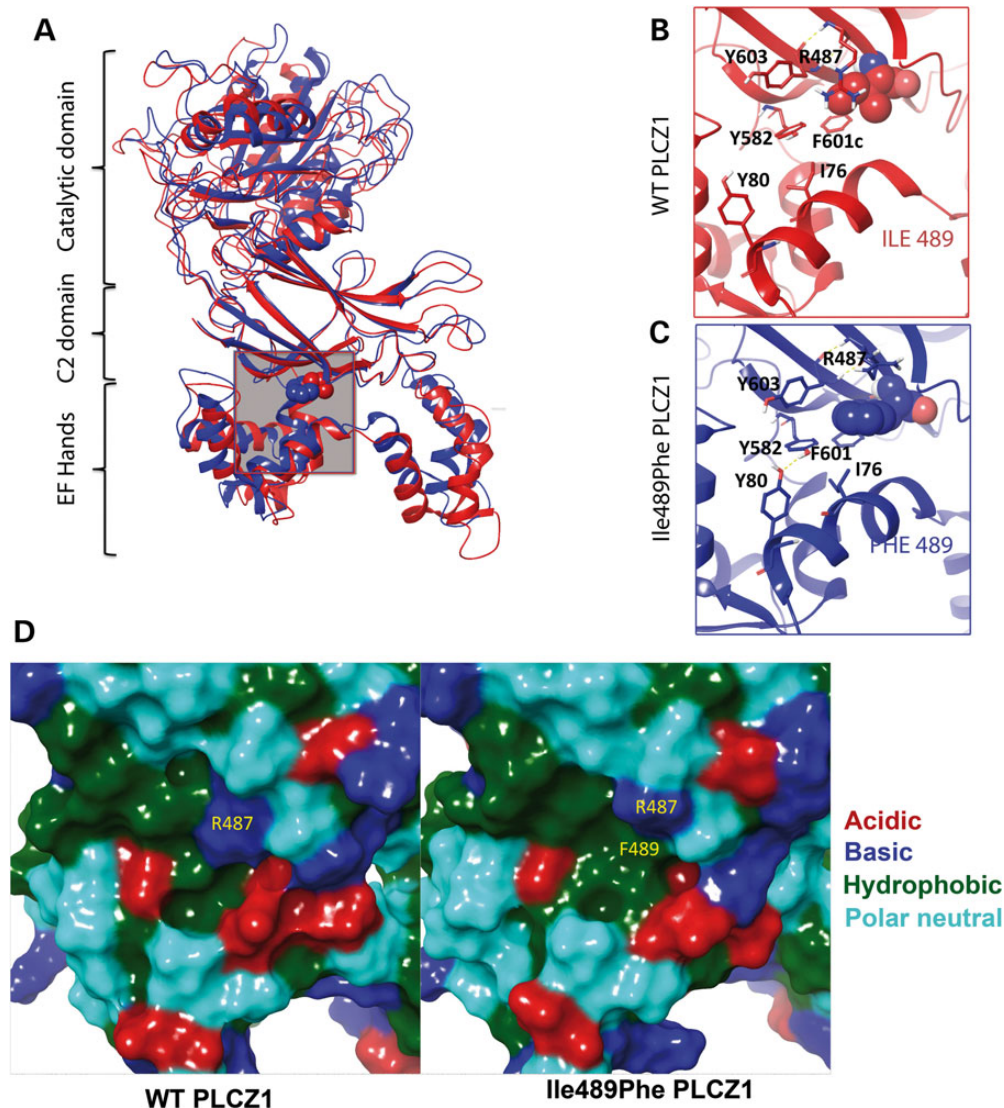 A
Catalytic domain
C2 domain
EF Hands
B
WT PLCZ1
Y603
R487
Y582
F601c
I76
Y80
ILE 489
C
Ile489Phe PLCZ1
R487
Y603
Y582
F601
Y80
I76
PHE 489
D
R487
R487
F489
Acidic
Basic
Hydrophobic
Polar neutral
WT PLCZ1
Ile489Phe PLCZ1